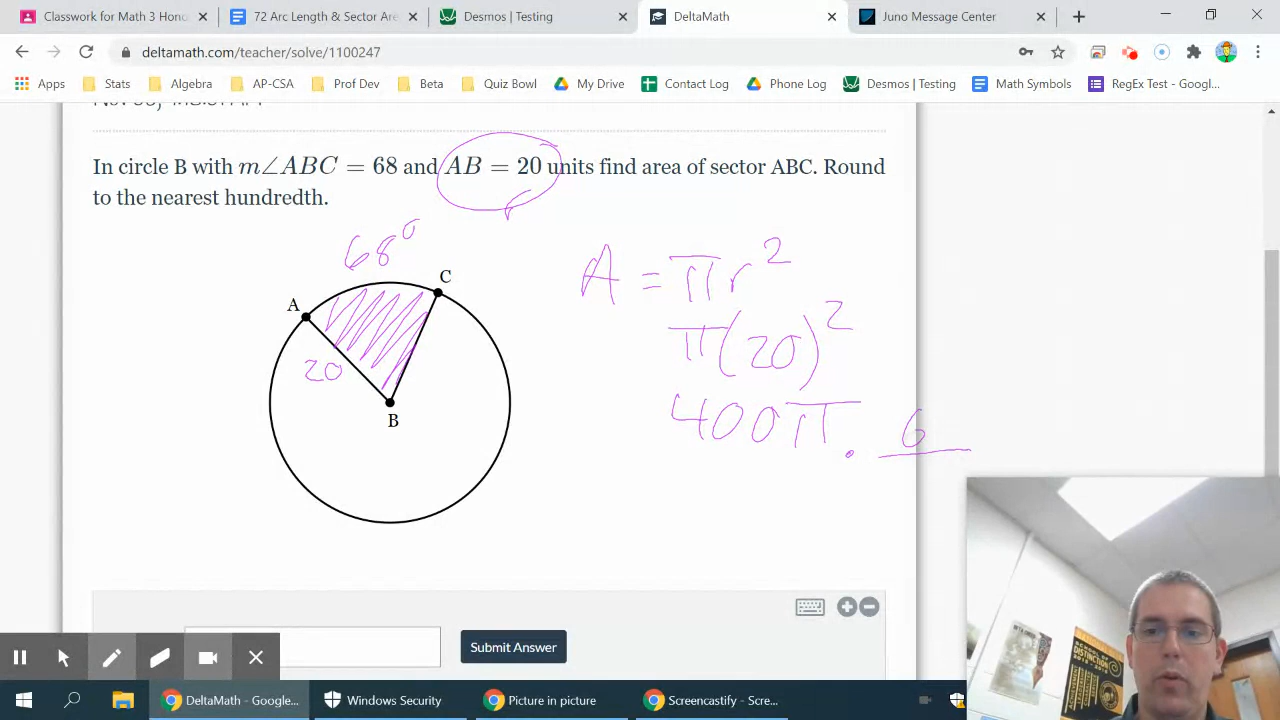 Classwork for Math 3 Hono
72 Arc Length & Sector Are
Desmos | Testing
DeltaMath
Juno Message Center
deltamath.com/teacher/solve/1100247
Apps
Stats
Algebra
AP-CSA
Prof Dev
Beta
Quiz Bowl
My Drive
Contact Log
Phone Log
Desmos | Testing
Math Symbols
RegEx Test - Googl...
In circle B with m∠ABC = 68 and AB = 20 units find area of sector ABC. Round
to the nearest hundredth.
68°
A
C
20
B
A = πr²
π(20)²
400π · 6
Submit Answer
DISTINCTION
DeltaMath - Google...
Windows Security
Picture in picture
Screencastify - Scre...